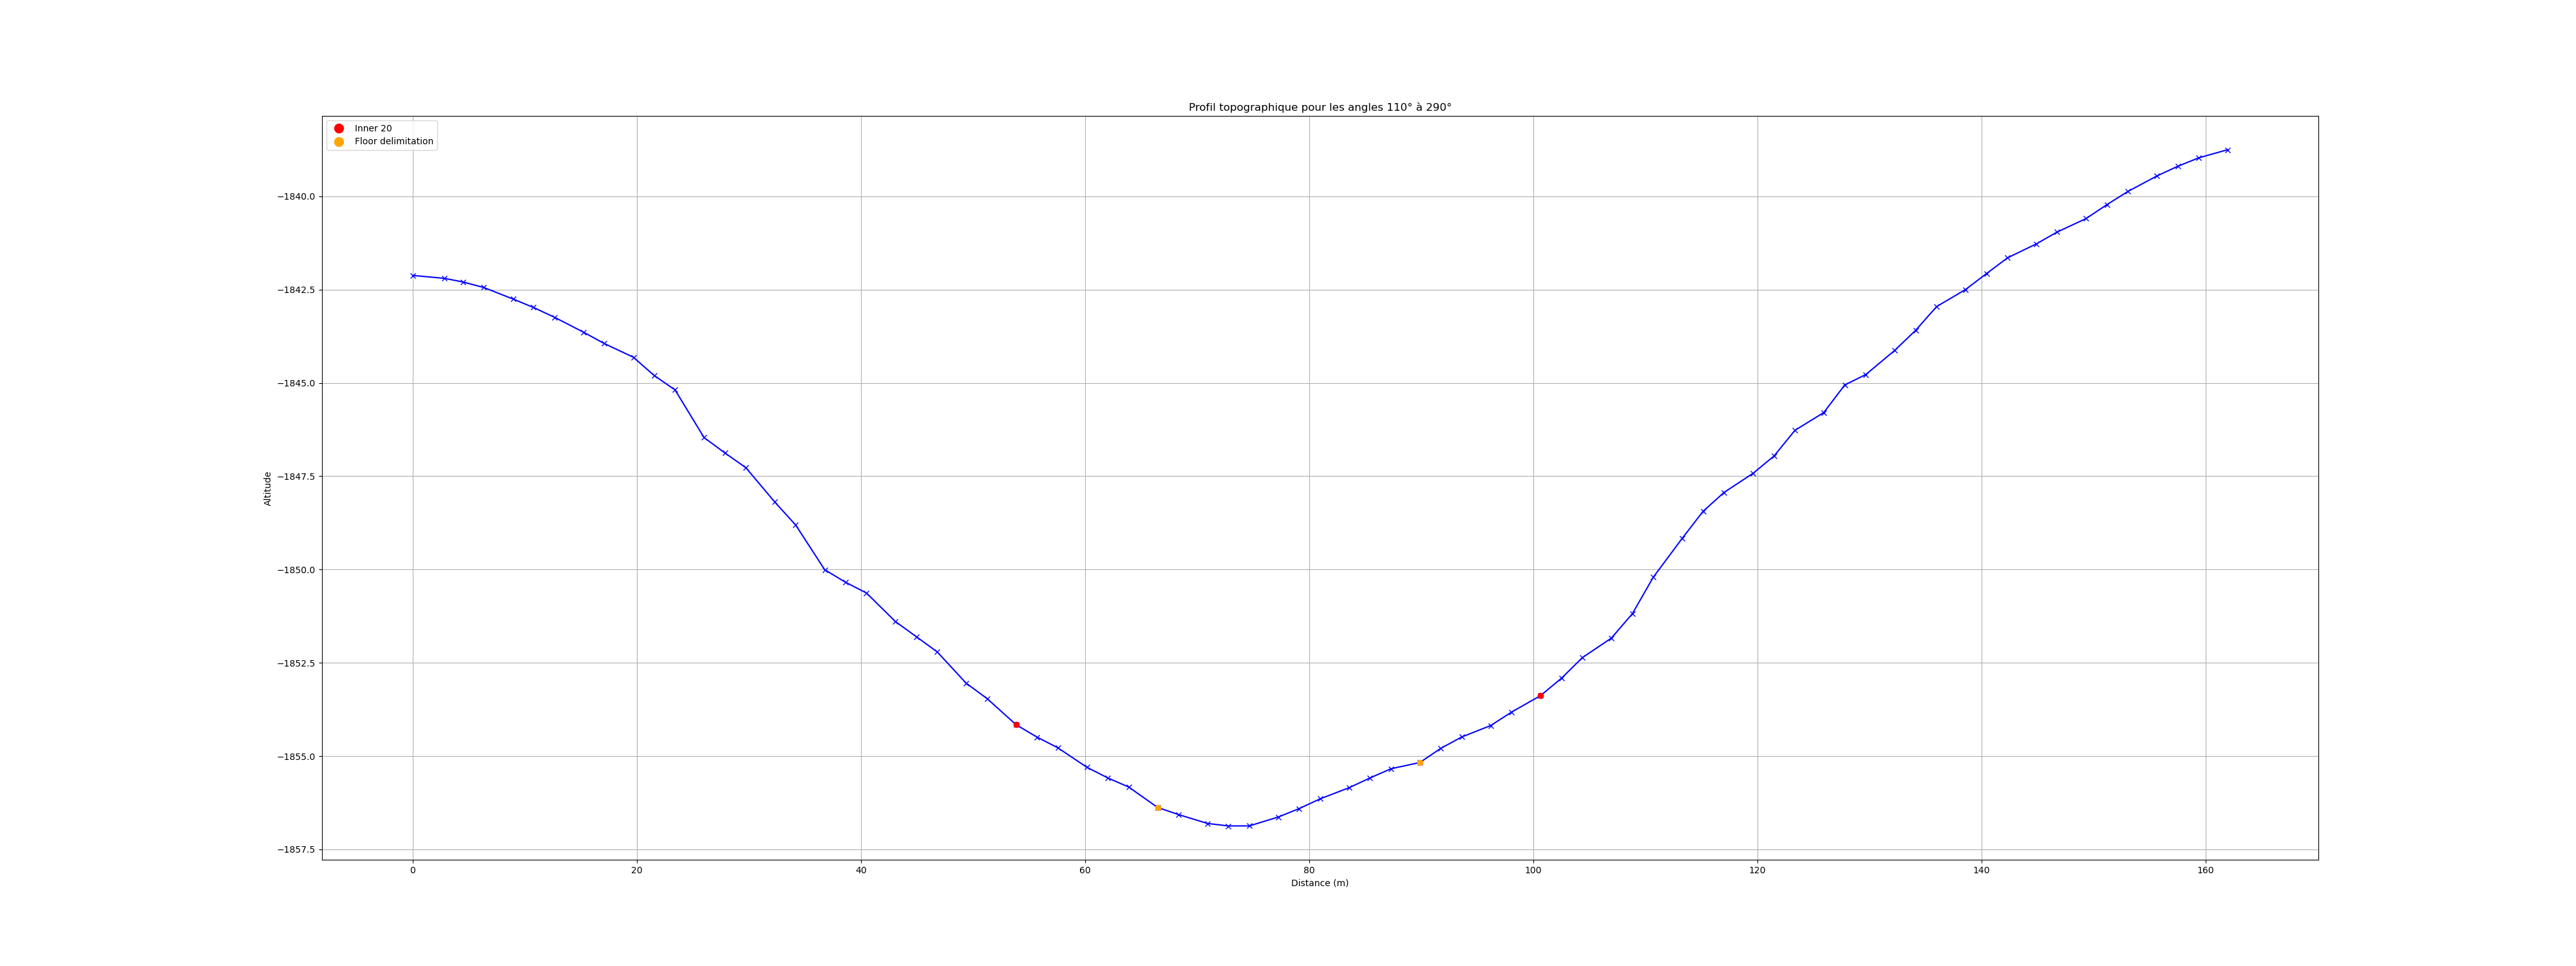 Profil topographique pour les angles 110° à 290°
Inner 20
Floor delimitation
−1840.0
−1842.5
−1845.0
−1847.5
−1850.0
−1852.5
−1855.0
−1857.5
Altitude
0 20 40 60 80 100 120 140 160
Distance (m)